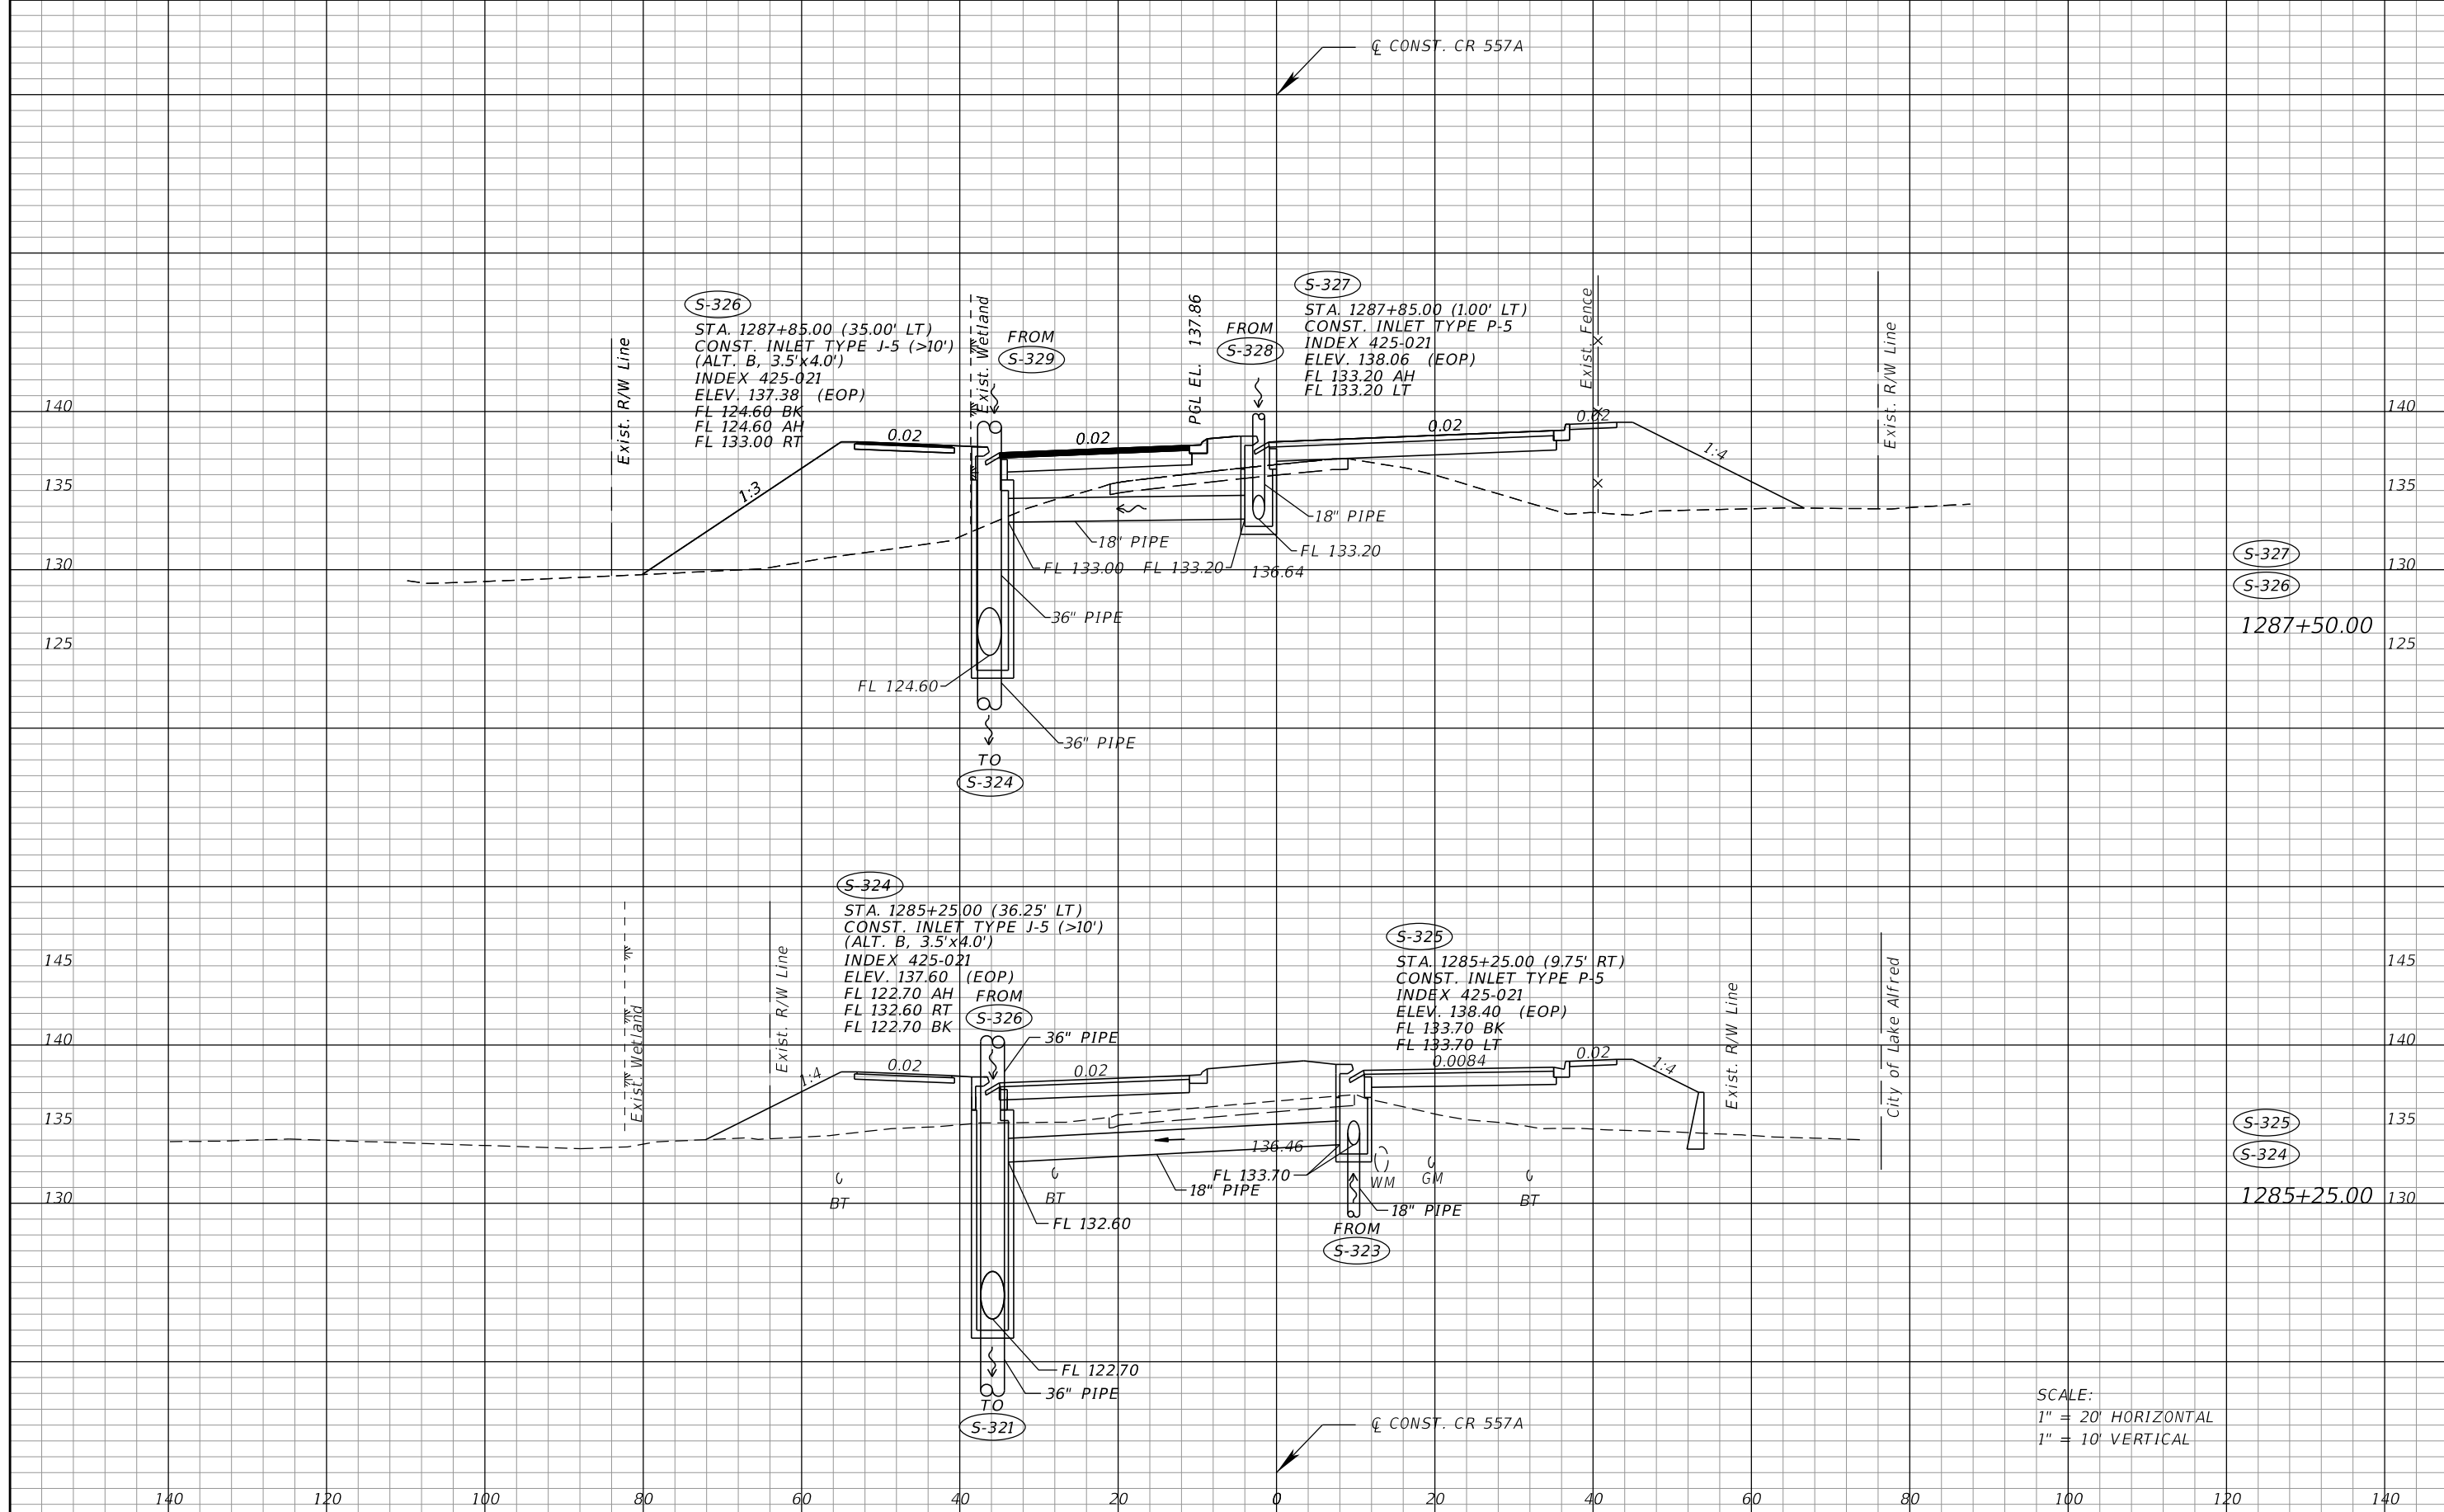 ℄ CONST. CR 557A
S-326
STA. 1287+85.00 (35.00' LT)
CONST. INLET TYPE J-5 (>10')
(ALT. B, 3.5'x4.0')
INDEX 425-021
ELEV. 137.38 (EOP)
FL 124.60 BK
FL 124.60 AH
FL 133.00 RT
Exist. R/W Line
Exist. Wetland
FROM
S-329
PGL EL. 137.86
FROM
S-328
S-327
STA. 1287+85.00 (1.00' LT)
CONST. INLET TYPE P-5
INDEX 425-021
ELEV. 138.06 (EOP)
FL 133.20 AH
FL 133.20 LT
Exist. Fence
Exist. R/W Line
140
0.02
0.02
0.02
0.02
140
135
1:3
1:4
135
18" PIPE
18' PIPE
FL 133.20
FL 133.00
FL 133.20
136.64
130
130
S-327
S-326
36" PIPE
1287+50.00
125
125
FL 124.60
36" PIPE
TO
S-324
S-324
STA. 1285+25.00 (36.25' LT)
CONST. INLET TYPE J-5 (>10')
(ALT. B, 3.5'x4.0')
INDEX 425-021
ELEV. 137.60 (EOP)
FL 122.70 AH
FL 132.60 RT
FL 122.70 BK
FROM
S-326
36" PIPE
S-325
STA. 1285+25.00 (9.75' RT)
CONST. INLET TYPE P-5
INDEX 425-021
ELEV. 138.40 (EOP)
FL 133.70 BK
FL 133.70 LT
Exist. Wetland
Exist. R/W Line
Exist. R/W Line
City of Lake Alfred
145
145
140
140
1:4
0.02
0.02
0.0084
0.02
1:4
135
135
S-325
S-324
136.46
FL 133.70
18" PIPE
BT
BT
WM
GM
BT
130
1285+25.00
130
18" PIPE
FL 132.60
FROM
S-323
FL 122.70
36" PIPE
TO
S-321
℄ CONST. CR 557A
SCALE:
1" = 20' HORIZONTAL
1" = 10' VERTICAL
140
120
100
80
60
40
20
0
20
40
60
80
100
120
140